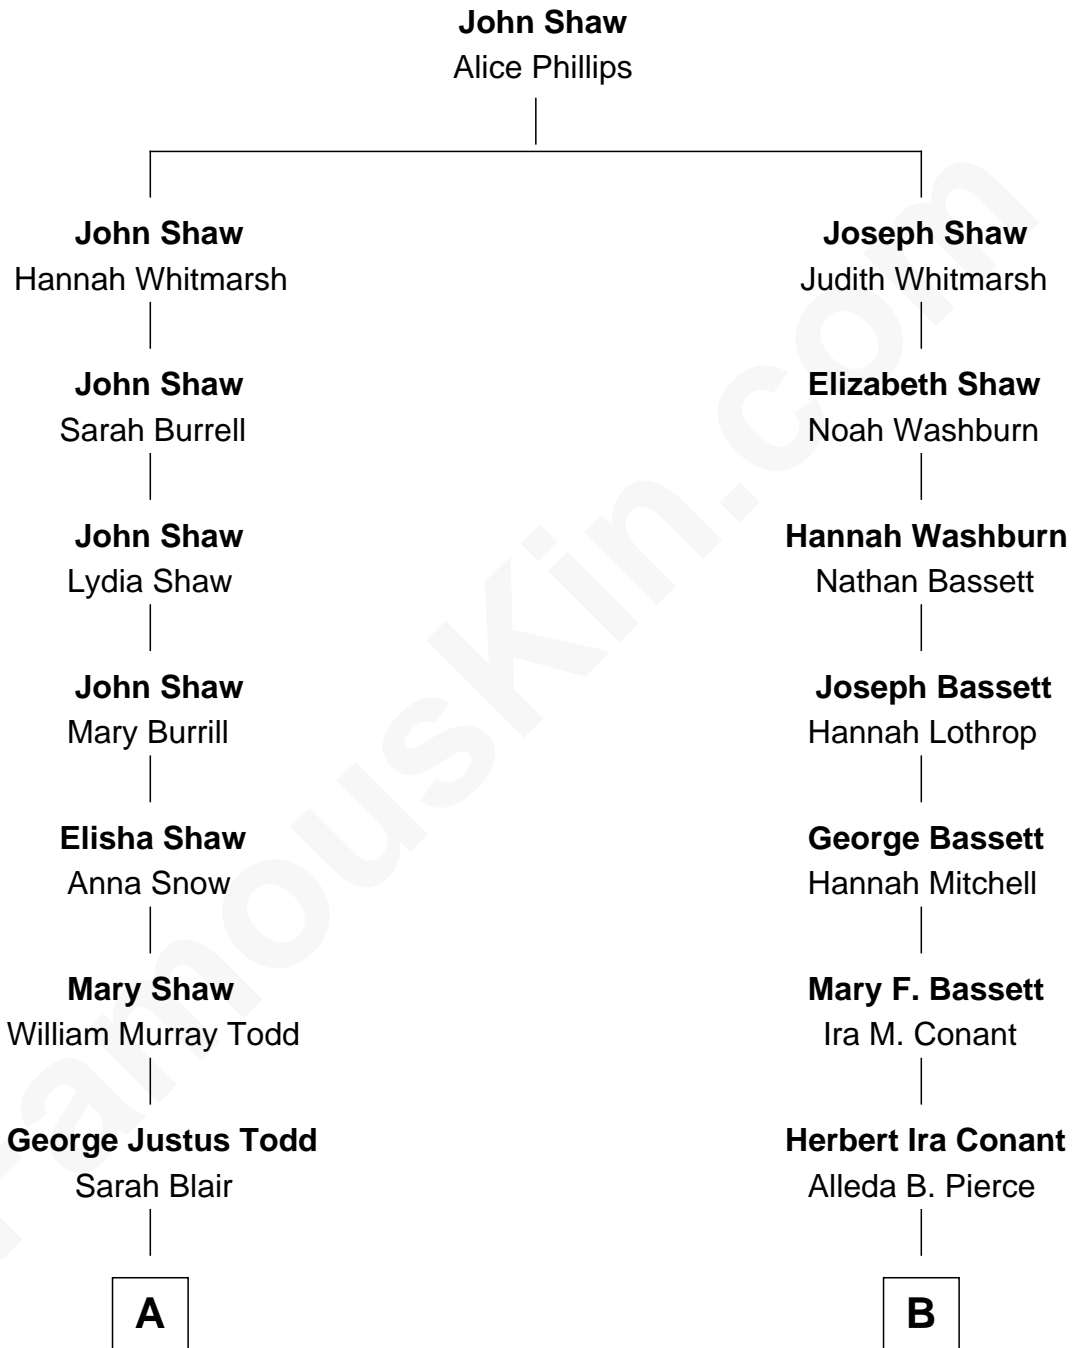 John Shaw
Alice Phillips
John Shaw
Hannah Whitmarsh
Joseph Shaw
Judith Whitmarsh
John Shaw
Sarah Burrell
Elizabeth Shaw
Noah Washburn
John Shaw
Lydia Shaw
Hannah Washburn
Nathan Bassett
John Shaw
Mary Burrill
Joseph Bassett
Hannah Lothrop
Elisha Shaw
Anna Snow
George Bassett
Hannah Mitchell
Mary Shaw
William Murray Todd
Mary F. Bassett
Ira M. Conant
George Justus Todd
Sarah Blair
Herbert Ira Conant
Alleda B. Pierce
A
B
FamousKin.com